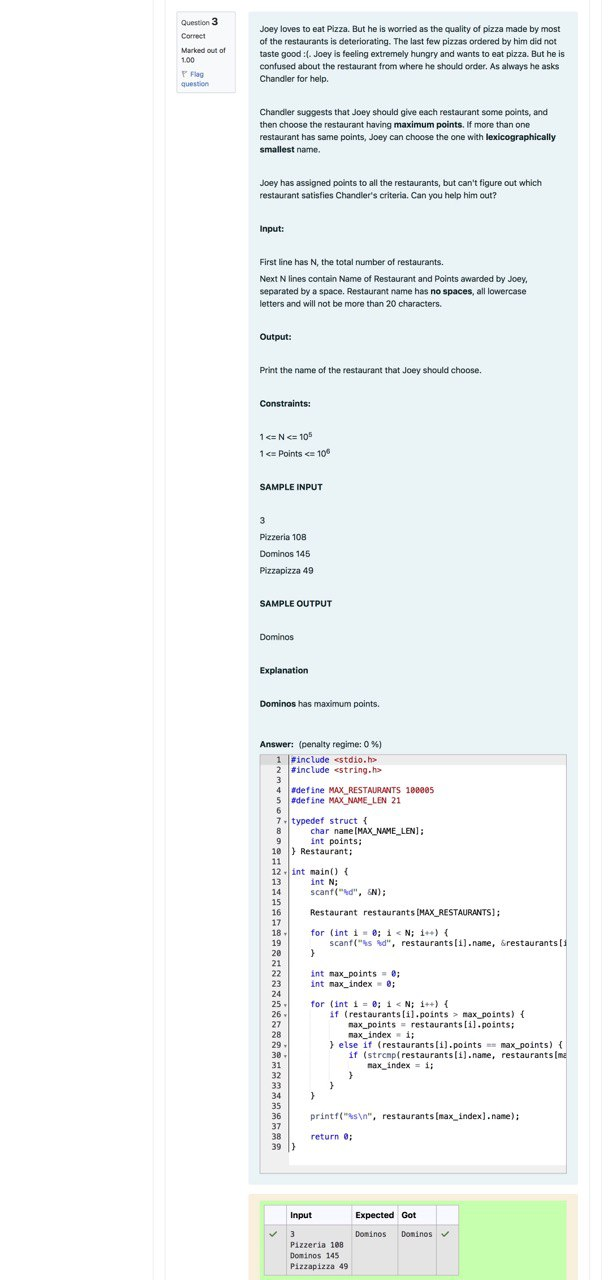 Question 3
Correct
Marked out of
1.00
Flag
question
Joey loves to eat Pizza. But he is worried as the quality of pizza made by most
of the restaurants is deteriorating. The last few pizzas ordered by him did not
taste good :(. Joey is feeling extremely hungry and wants to eat pizza. But he is
confused about the restaurant from where he should order. As always he asks
Chandler for help.
Chandler suggests that Joey should give each restaurant some points, and
then choose the restaurant having maximum points. If more than one
restaurant has same points, Joey can choose the one with lexicographically
smallest name.
Joey has assigned points to all the restaurants, but can't figure out which
restaurant satisfies Chandler's criteria. Can you help him out?
Input:
First line has N, the total number of restaurants.
Next N lines contain Name of Restaurant and Points awarded by Joey,
separated by a space. Restaurant name has no spaces, all lowercase
letters and will not be more than 20 characters.
Output:
Print the name of the restaurant that Joey should choose.
Constraints:
1 <= N <= 10⁵
1 <= Points <= 10⁶
SAMPLE INPUT
3
Pizzeria 108
Dominos 145
Pizzapizza 49
SAMPLE OUTPUT
Dominos
Explanation
Dominos has maximum points.
Answer: (penalty regime: 0 %)
1 #include <stdio.h>
2 #include <string.h>
3
4 #define MAX_RESTAURANTS 100005
5 #define MAX_NAME_LEN 21
6
7 typedef struct {
8 char name[MAX_NAME_LEN];
9 int points;
10 } Restaurant;
11
12 int main() {
13 int N;
14 scanf("%d", &N);
15
16 Restaurant restaurants[MAX_RESTAURANTS];
17
18 for (int i = 0; i < N; i++) {
19 scanf("%s %d", restaurants[i].name, &restaurants[i
20 }
21
22 int max_points = 0;
23 int max_index = 0;
24
25 for (int i = 0; i < N; i++) {
26 if (restaurants[i].points > max_points) {
27 max_points = restaurants[i].points;
28 max_index = i;
29 } else if (restaurants[i].points == max_points) {
30 if (strcmp(restaurants[i].name, restaurants[ma
31 max_index = i;
32 }
33 }
34 }
35
36 printf("%s\n", restaurants[max_index].name);
37
38 return 0;
39 }
Input Expected Got
3 Dominos Dominos
Pizzeria 108
Dominos 145
Pizzapizza 49